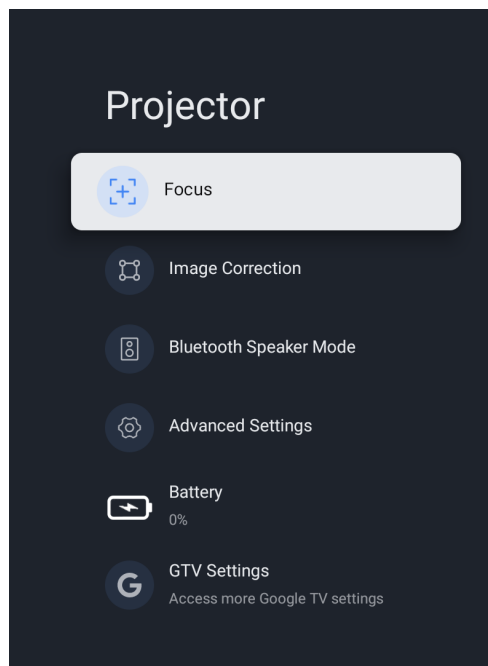 Projector
Focus
Image Correction
Bluetooth Speaker Mode
Advanced Settings
Battery
0%
GTV Settings
Access more Google TV settings